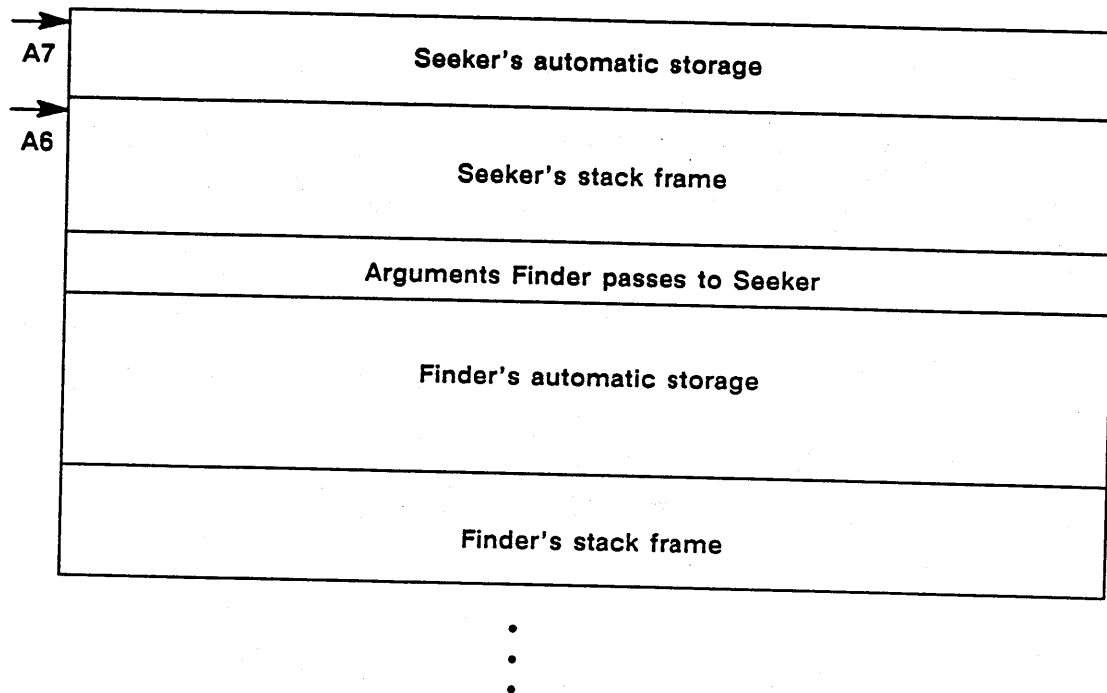 A7
Seeker's automatic storage
A6
Seeker's stack frame
Arguments Finder passes to Seeker
Finder's automatic storage
Finder's stack frame